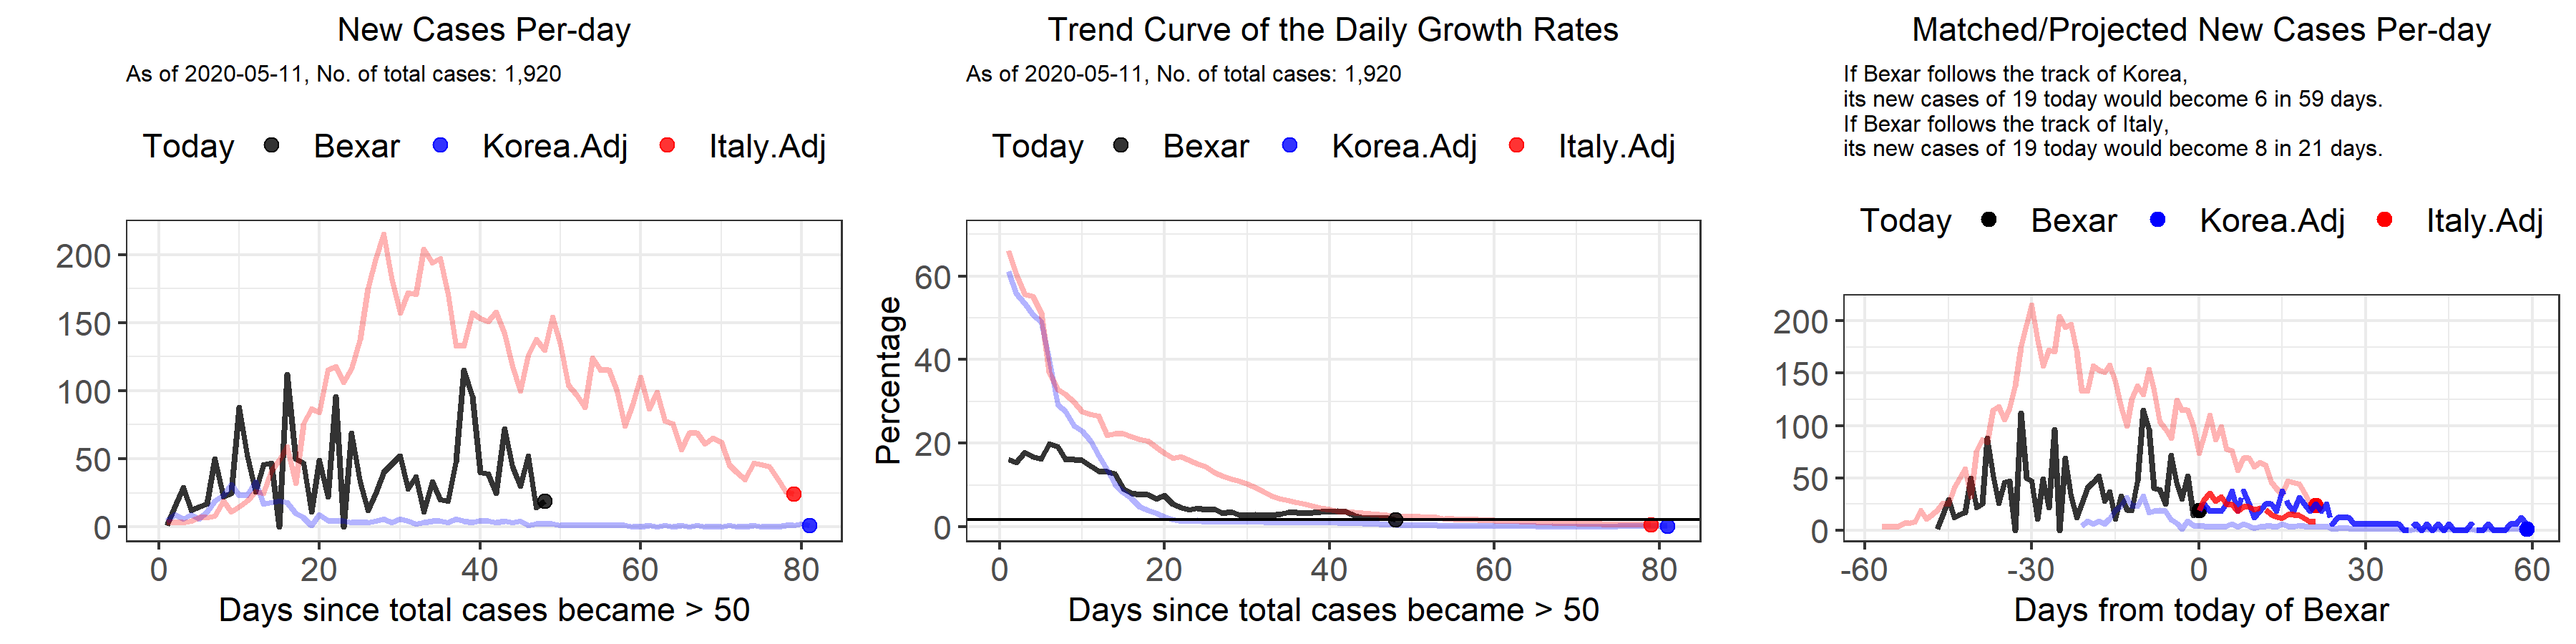 New Cases Per-day
As of 2020-05-11, No. of total cases: 1,920
Today Bexar Korea.Adj Italy.Adj
200
150
100
50
0
0 20 40 60 80
Days since total cases became > 50
Trend Curve of the Daily Growth Rates
As of 2020-05-11, No. of total cases: 1,920
Today Bexar Korea.Adj Italy.Adj
Percentage
60
40
20
0
0 20 40 60 80
Days since total cases became > 50
Matched/Projected New Cases Per-day
If Bexar follows the track of Korea,
its new cases of 19 today would become 6 in 59 days.
If Bexar follows the track of Italy,
its new cases of 19 today would become 8 in 21 days.
Today Bexar Korea.Adj Italy.Adj
200
150
100
50
0
-60 -30 0 30 60
Days from today of Bexar